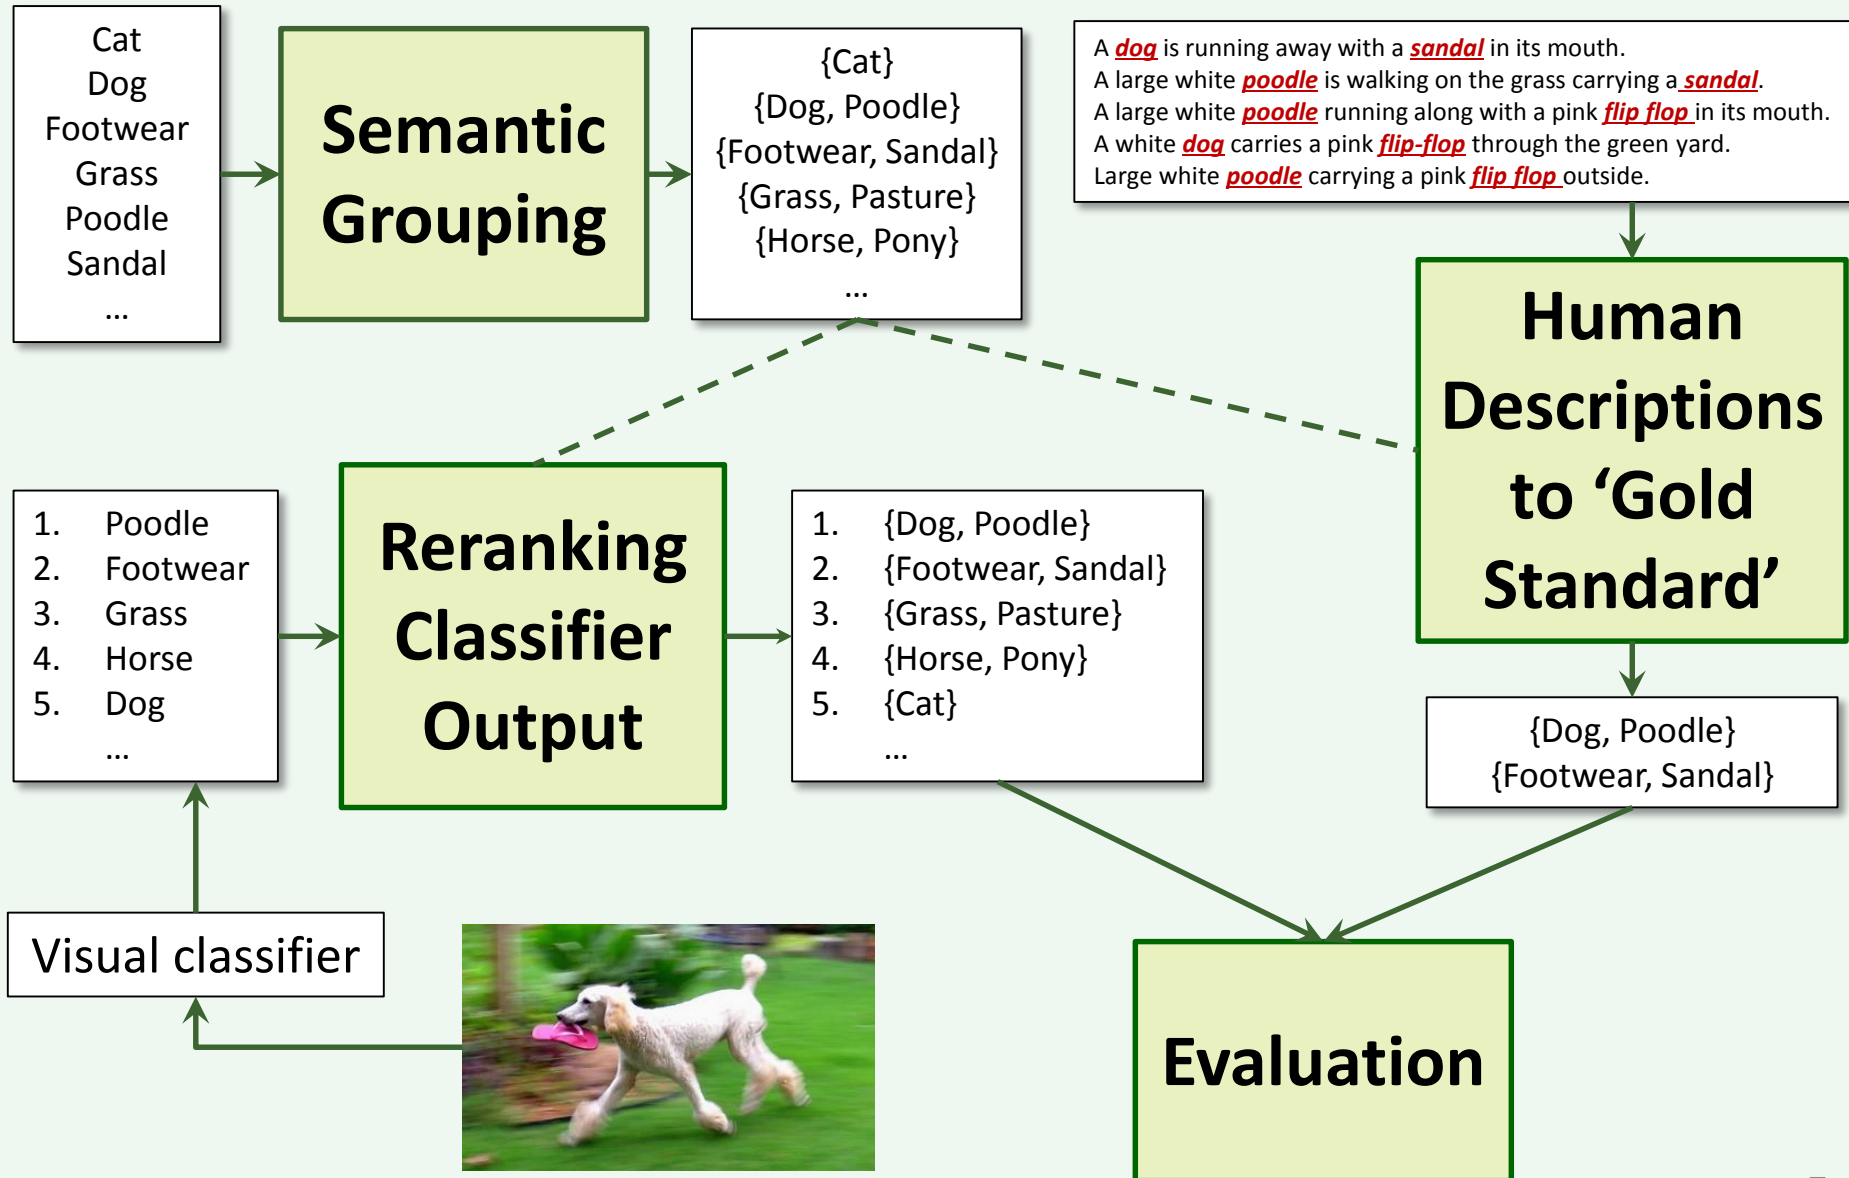 Cat
Dog
Footwear
Grass
Poodle
Sandal
...
Semantic
Grouping
{Cat}
{Dog, Poodle}
{Footwear, Sandal}
{Grass, Pasture}
{Horse, Pony}
...
A dog is running away with a sandal in its mouth.
A large white poodle is walking on the grass carrying a sandal.
A large white poodle running along with a pink flip flop in its mouth.
A white dog carries a pink flip-flop through the green yard.
Large white poodle carrying a pink flip flop outside.
Human
Descriptions
to ‘Gold
Standard’
1. Poodle
2. Footwear
3. Grass
4. Horse
5. Dog
...
Reranking
Classifier
Output
1. {Dog, Poodle}
2. {Footwear, Sandal}
3. {Grass, Pasture}
4. {Horse, Pony}
5. {Cat}
...
{Dog, Poodle}
{Footwear, Sandal}
Visual classifier
Evaluation